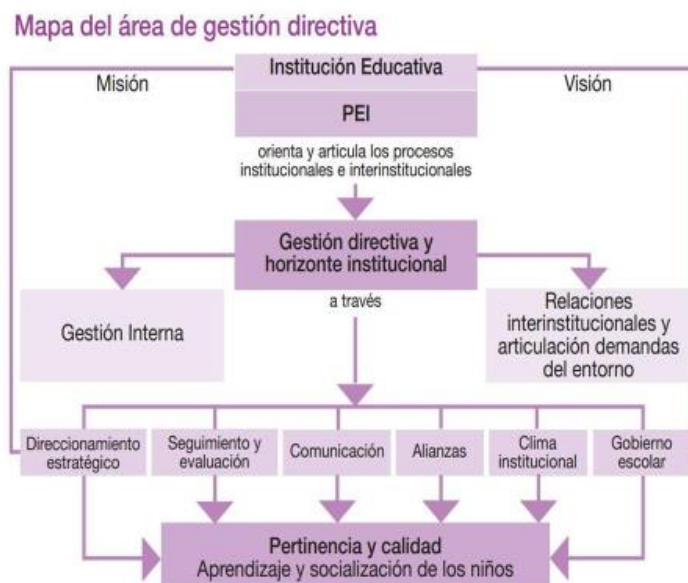 Mapa del área de gestión directiva
Institución Educativa
Misión
Visión
PEI
orienta y articula los procesos
institucionales e interinstitucionales
Gestión directiva y
horizonte institucional
a través
Gestión Interna
Relaciones
interinstitucionales y
articulación demandas
del entorno
Direccionamiento
estratégico
Seguimiento y
evaluación
Comunicación
Alianzas
Clima
institucional
Gobierno
escolar
Pertinencia y calidad
Aprendizaje y socialización de los niños